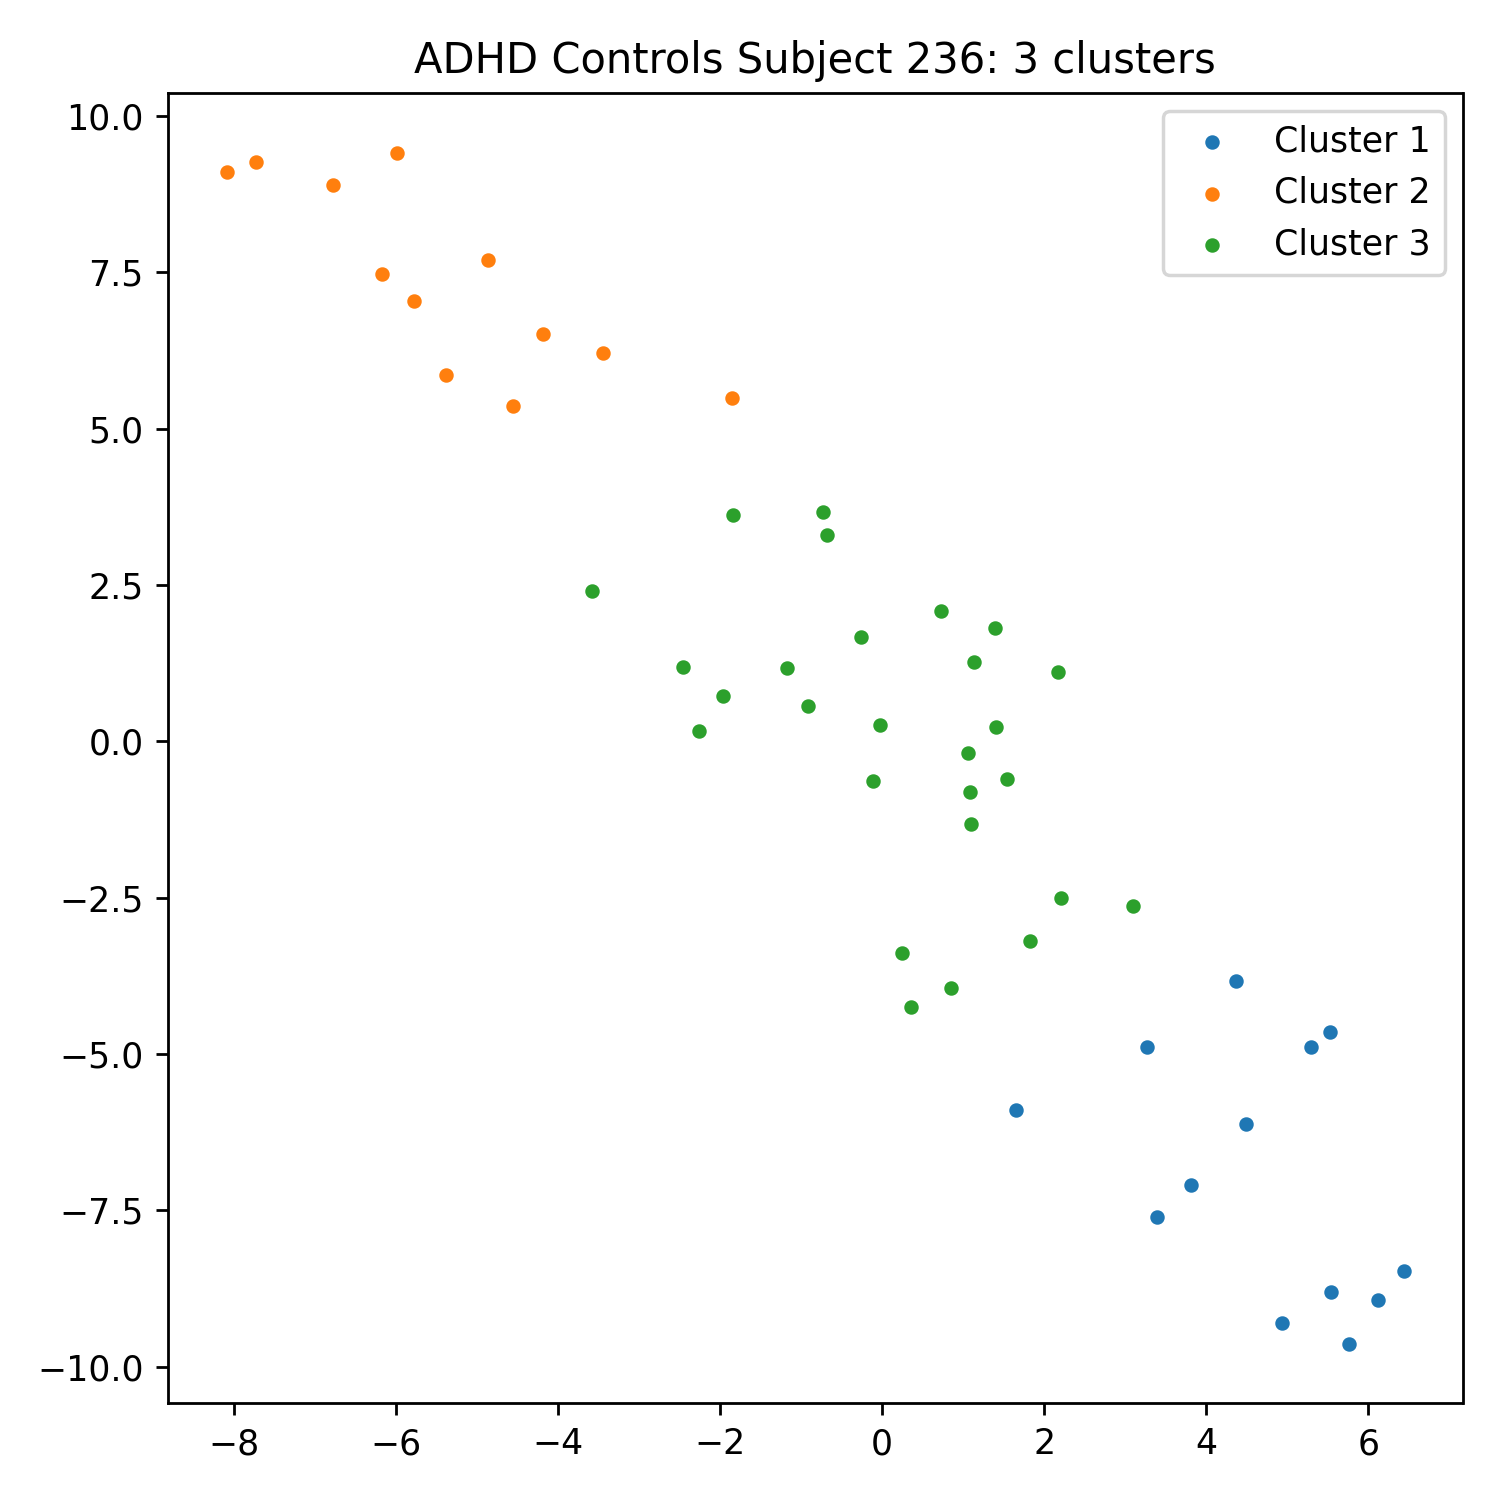 ADHD Controls Subject 236: 3 clusters
10.0
7.5
5.0
2.5
0.0
−2.5
−5.0
−7.5
−10.0
Cluster 1
Cluster 2
Cluster 3
−8 −6 −4 −2 0 2 4 6